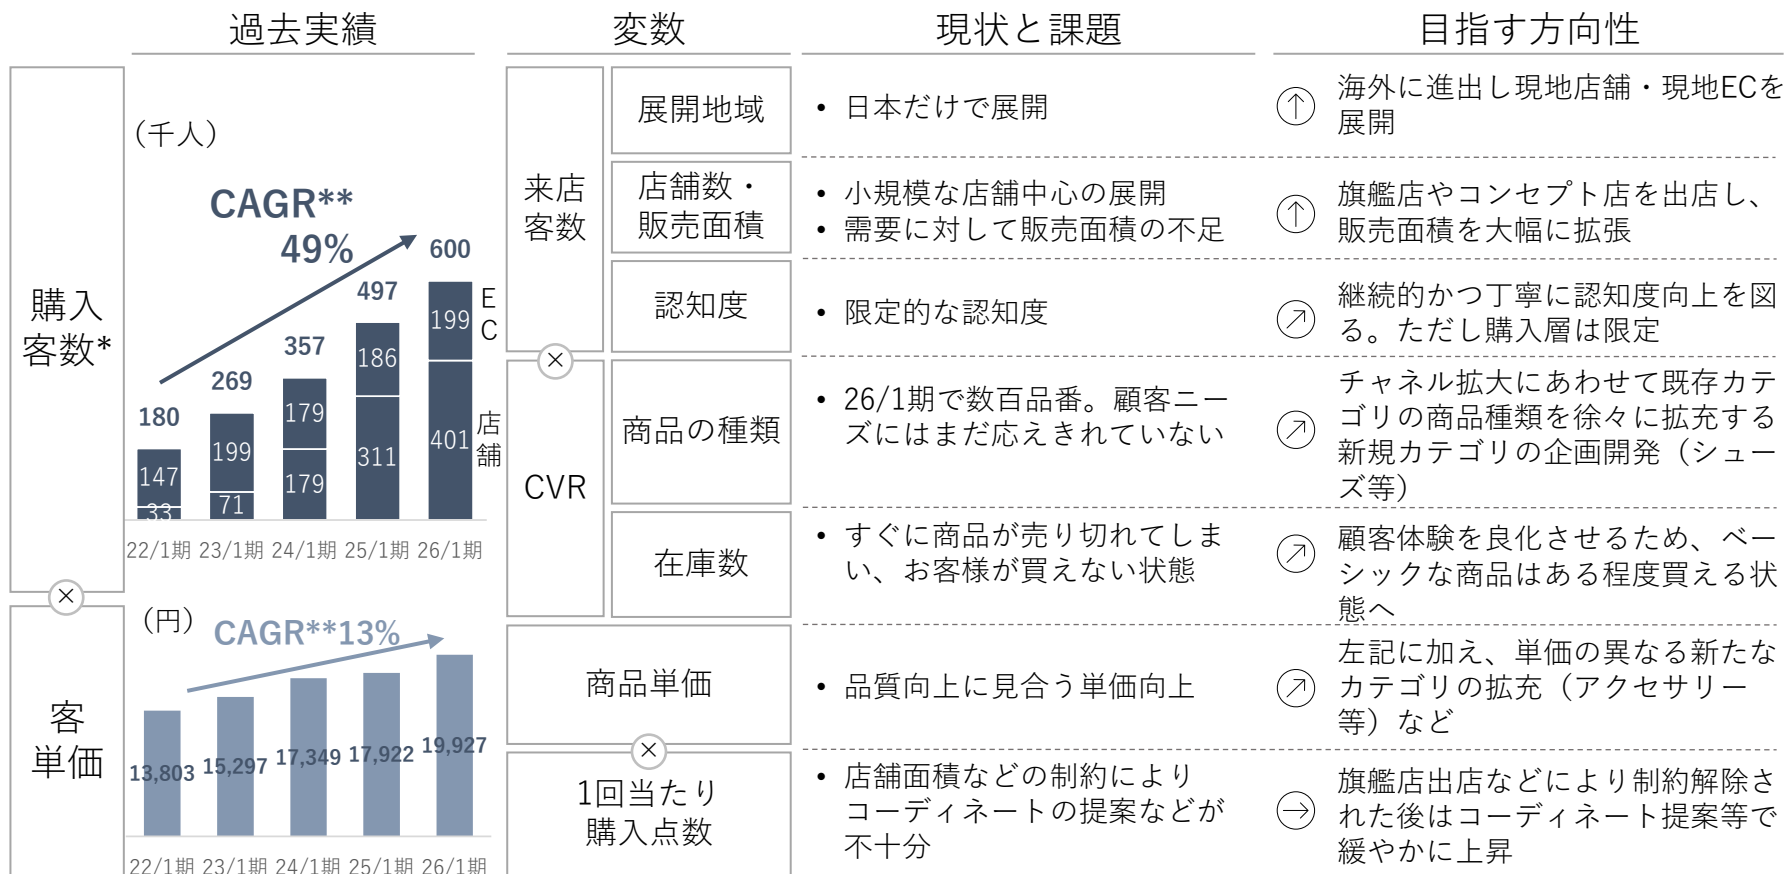 過去実績
変数
現状と課題
目指す方向性
購入
客数*
×
客
単価
（千人）
CAGR**
49%
180
269
357
497
600
147
199
179
186
199
33
71
179
311
401
E
C
店
舗
22/1期
23/1期
24/1期
25/1期
26/1期
（円）
CAGR**13%
13,803
15,297
17,349
17,922
19,927
22/1期
23/1期
24/1期
25/1期
26/1期
来店
客数
×
CVR
展開地域
• 日本だけで展開
↑
海外に進出し現地店舗・現地ECを
展開
店舗数・
販売面積
• 小規模な店舗中心の展開
• 需要に対して販売面積の不足
↑
旗艦店やコンセプト店を出店し、
販売面積を大幅に拡張
認知度
• 限定的な認知度
↗
継続的かつ丁寧に認知度向上を図
る。ただし購入層は限定
商品の種類
• 26/1期で数百品番。顧客ニー
ズにはまだ応えきれていない
↗
チャネル拡大にあわせて既存カテ
ゴリの商品種類を徐々に拡充する
新規カテゴリの企画開発（シュー
ズ等）
在庫数
• すぐに商品が売り切れてしま
い、お客様が買えない状態
↗
顧客体験を良化させるため、ベー
シックな商品はある程度買える状
態へ
商品単価
• 品質向上に見合う単価向上
↗
左記に加え、単価の異なる新たな
カテゴリの拡充（アクセサリー
等）など
×
1回当たり
購入点数
• 店舗面積などの制約により
コーディネートの提案などが
不十分
→
旗艦店出店などにより制約解除さ
れた後はコーディネート提案等で
緩やかに上昇